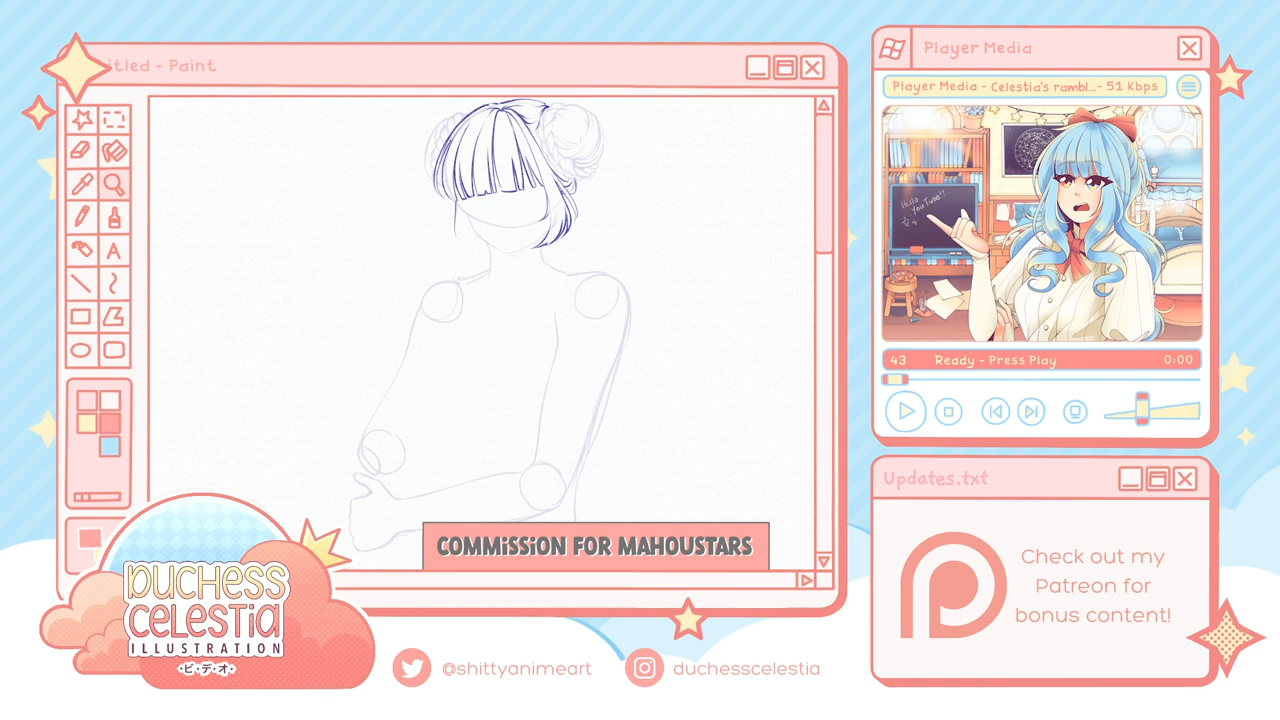 titled - Paint
A
COMMISSION FOR MAHOUSTARS
DUCHESS
CELESTIA
ILLUSTRATION
・ビ・デ・オ・
@shittyanimeart
duchesscelestia
Player Media
Player Media - Celestia's rambl...- 51 Kbps
Hello
YouTube!!
43 Ready - Press Play 0:00
Updates.txt
Check out my
Patreon for
bonus content!